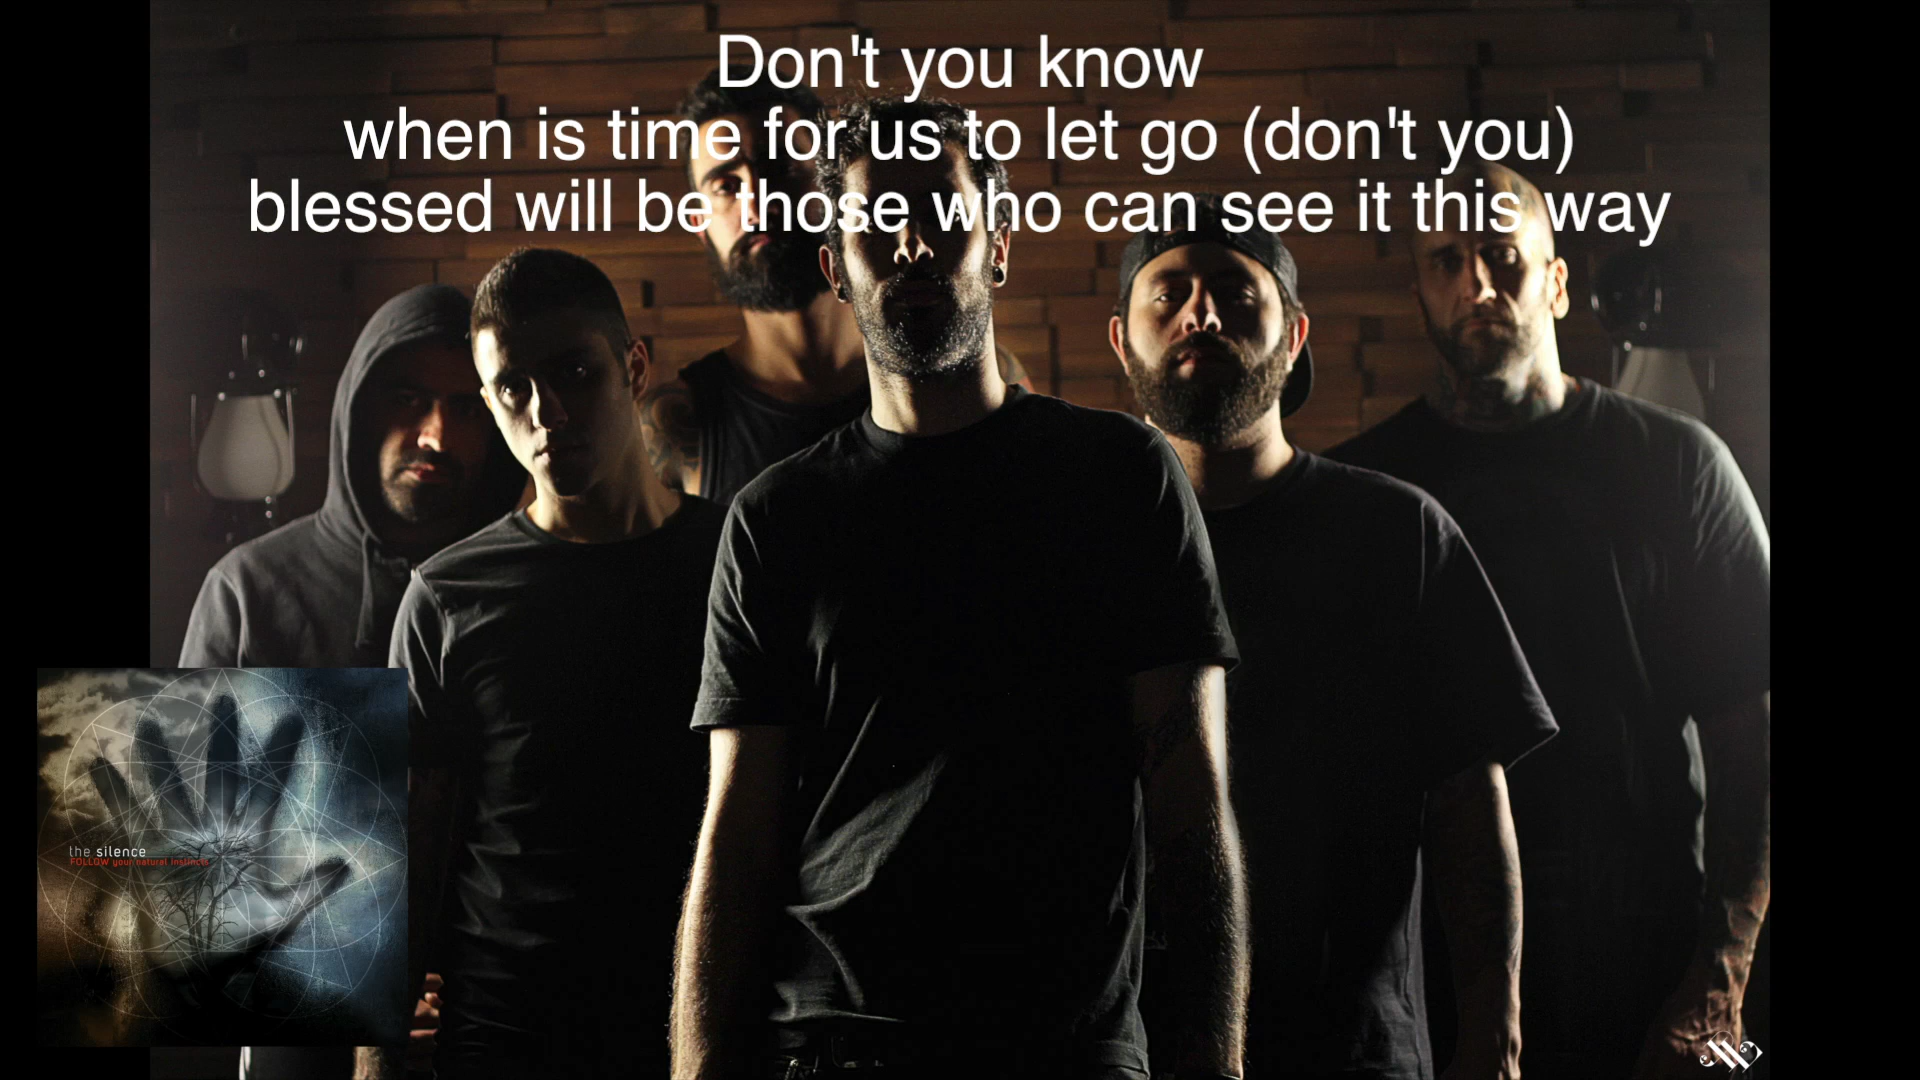 Don't you know
when is time for us to let go (don't you)
blessed will be those who can see it this way
the silence
FOLLOW your natural instincts